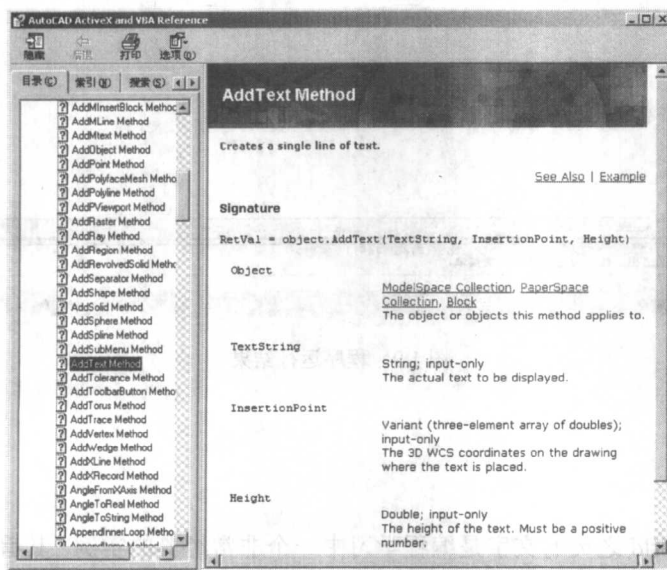 AutoCAD ActiveX and VBA Reference
隐藏
后退
打印
选项(O)
目录(C)
索引(N)
搜索(S)
AddMInsertBlock Method
AddMLine Method
AddMtext Method
AddObject Method
AddPoint Method
AddPolyfaceMesh Metho
AddPolyline Method
AddPViewport Method
AddRaster Method
AddRay Method
AddRegion Method
AddRevolvedSolid Metho
AddSeparator Method
AddShape Method
AddSolid Method
AddSphere Method
AddSpline Method
AddSubMenu Method
AddText Method
AddTolerance Method
AddToolbarButton Metho
AddTorus Method
AddTrace Method
AddVertex Method
AddWedge Method
AddXLine Method
AddXRecord Method
AngleFromXAxis Method
AngleToReal Method
AngleToString Method
AppendInnerLoop Metho
AppendItems Method
AddText Method
Creates a single line of text.
See Also | Example
Signature
RetVal = object.AddText(TextString, InsertionPoint, Height)
Object
ModelSpace Collection, PaperSpace
Collection, Block
The object or objects this method applies to.
TextString
String; input-only
The actual text to be displayed.
InsertionPoint
Variant (three-element array of doubles);
input-only
The 3D WCS coordinates on the drawing
where the text is placed.
Height
Double; input-only
The height of the text. Must be a positive
number.